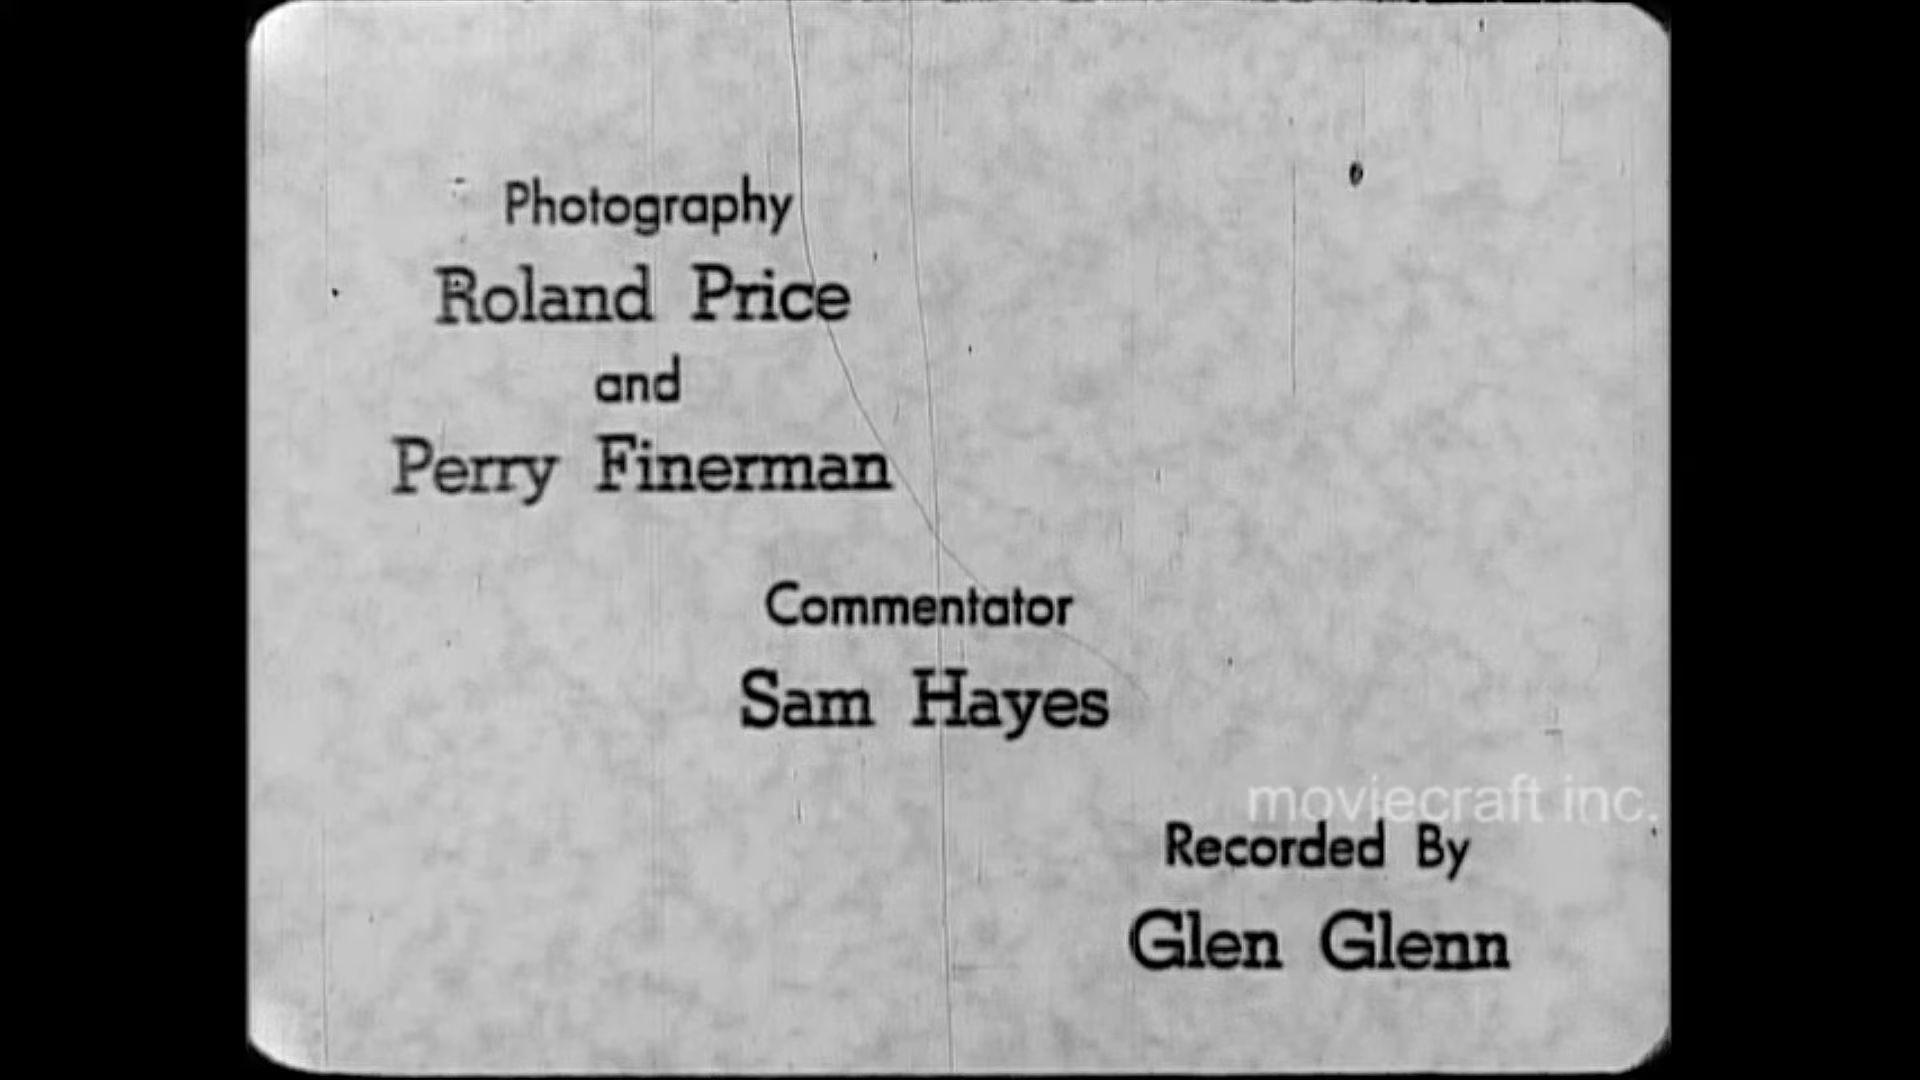 Photography
Roland Price
and
Perry Finerman
Commentator
Sam Hayes
moviecraft inc.
Recorded By
Glen Glenn